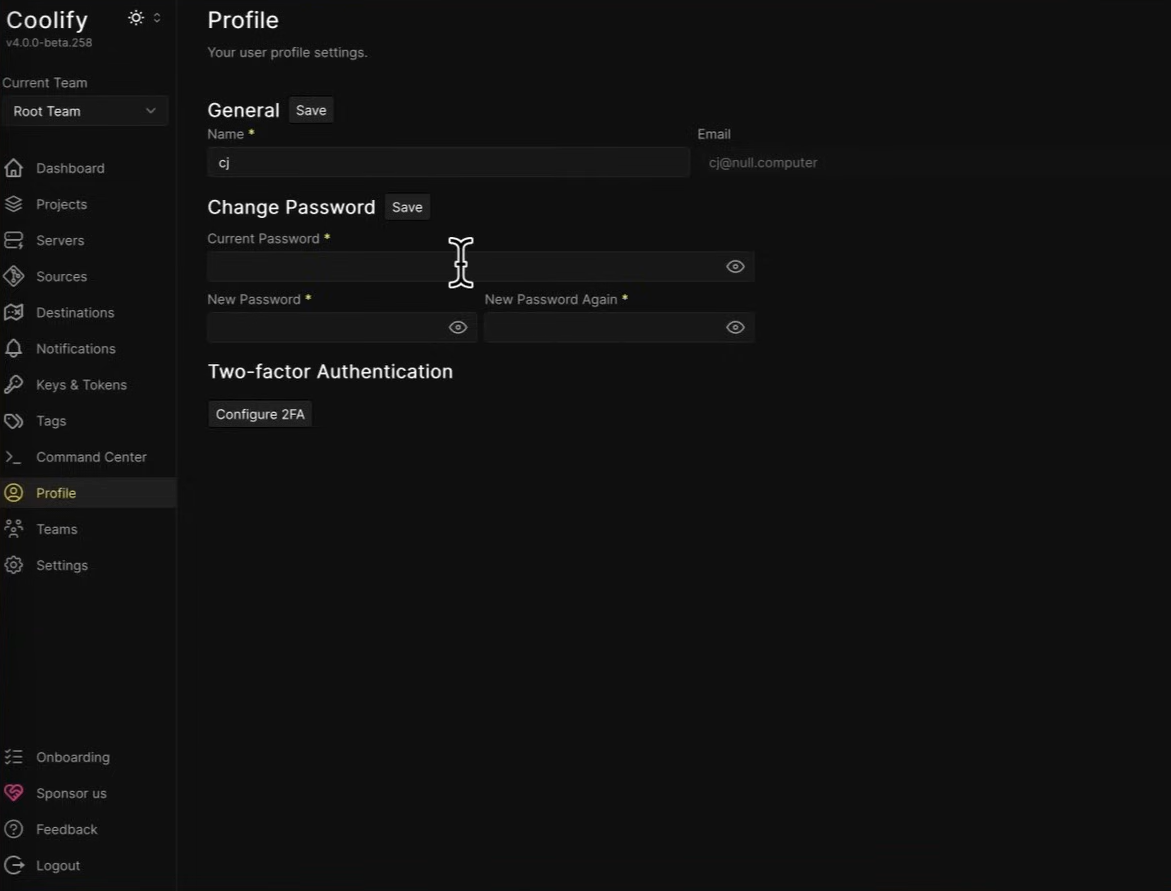 Coolify
v4.0.0-beta.258
Current Team
Root Team
Dashboard
Projects
Servers
Sources
Destinations
Notifications
Keys & Tokens
Tags
Command Center
Profile
Teams
Settings
Onboarding
Sponsor us
Feedback
Logout
Profile
Your user profile settings.
General Save
Name * Email
cj cj@null.computer
Change Password Save
Current Password *
New Password * New Password Again *
Two-factor Authentication
Configure 2FA